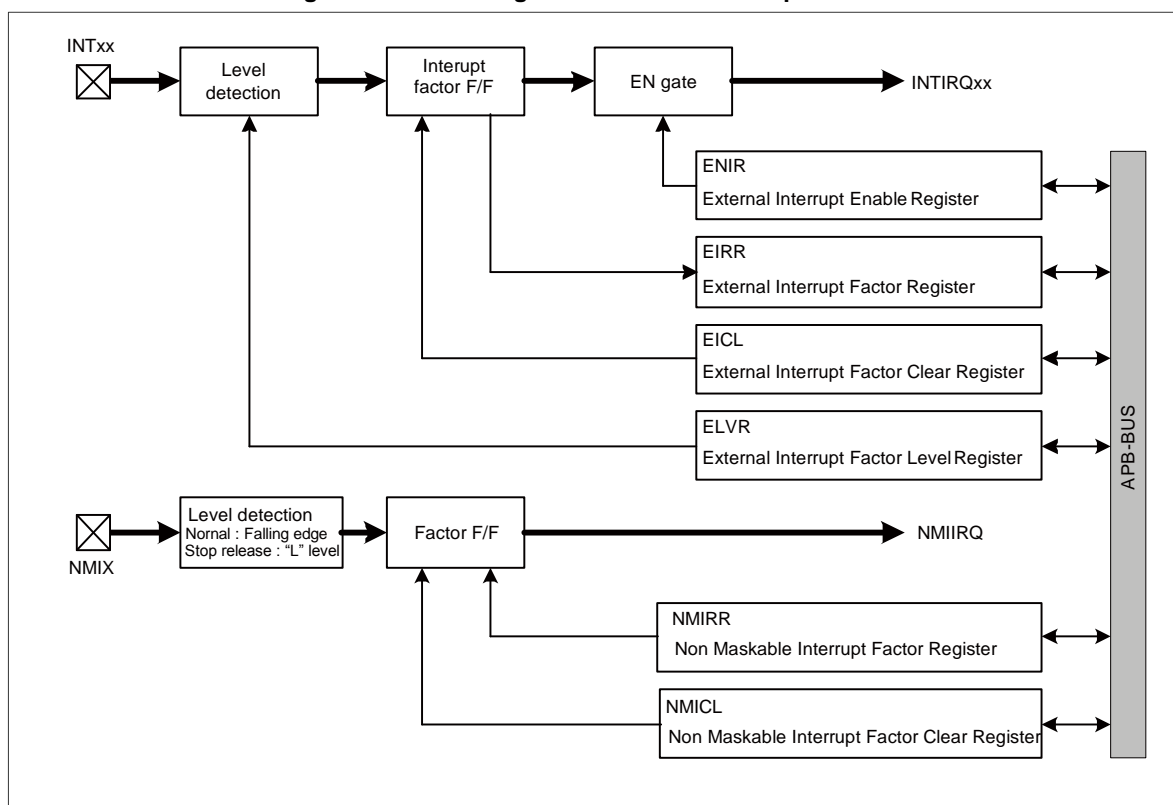 INTxx
Level
detection
Interupt
factor F/F
EN gate
INTIRQxx
ENIR
External Interrupt Enable Register
EIRR
External Interrupt Factor Register
EICL
External Interrupt Factor Clear Register
ELVR
External Interrupt Factor Level Register
APB-BUS
NMIX
Level detection
Nornal : Falling edge
Stop release : “L” level
Factor F/F
NMIIRQ
NMIRR
Non Maskable Interrupt Factor Register
NMICL
Non Maskable Interrupt Factor Clear Register